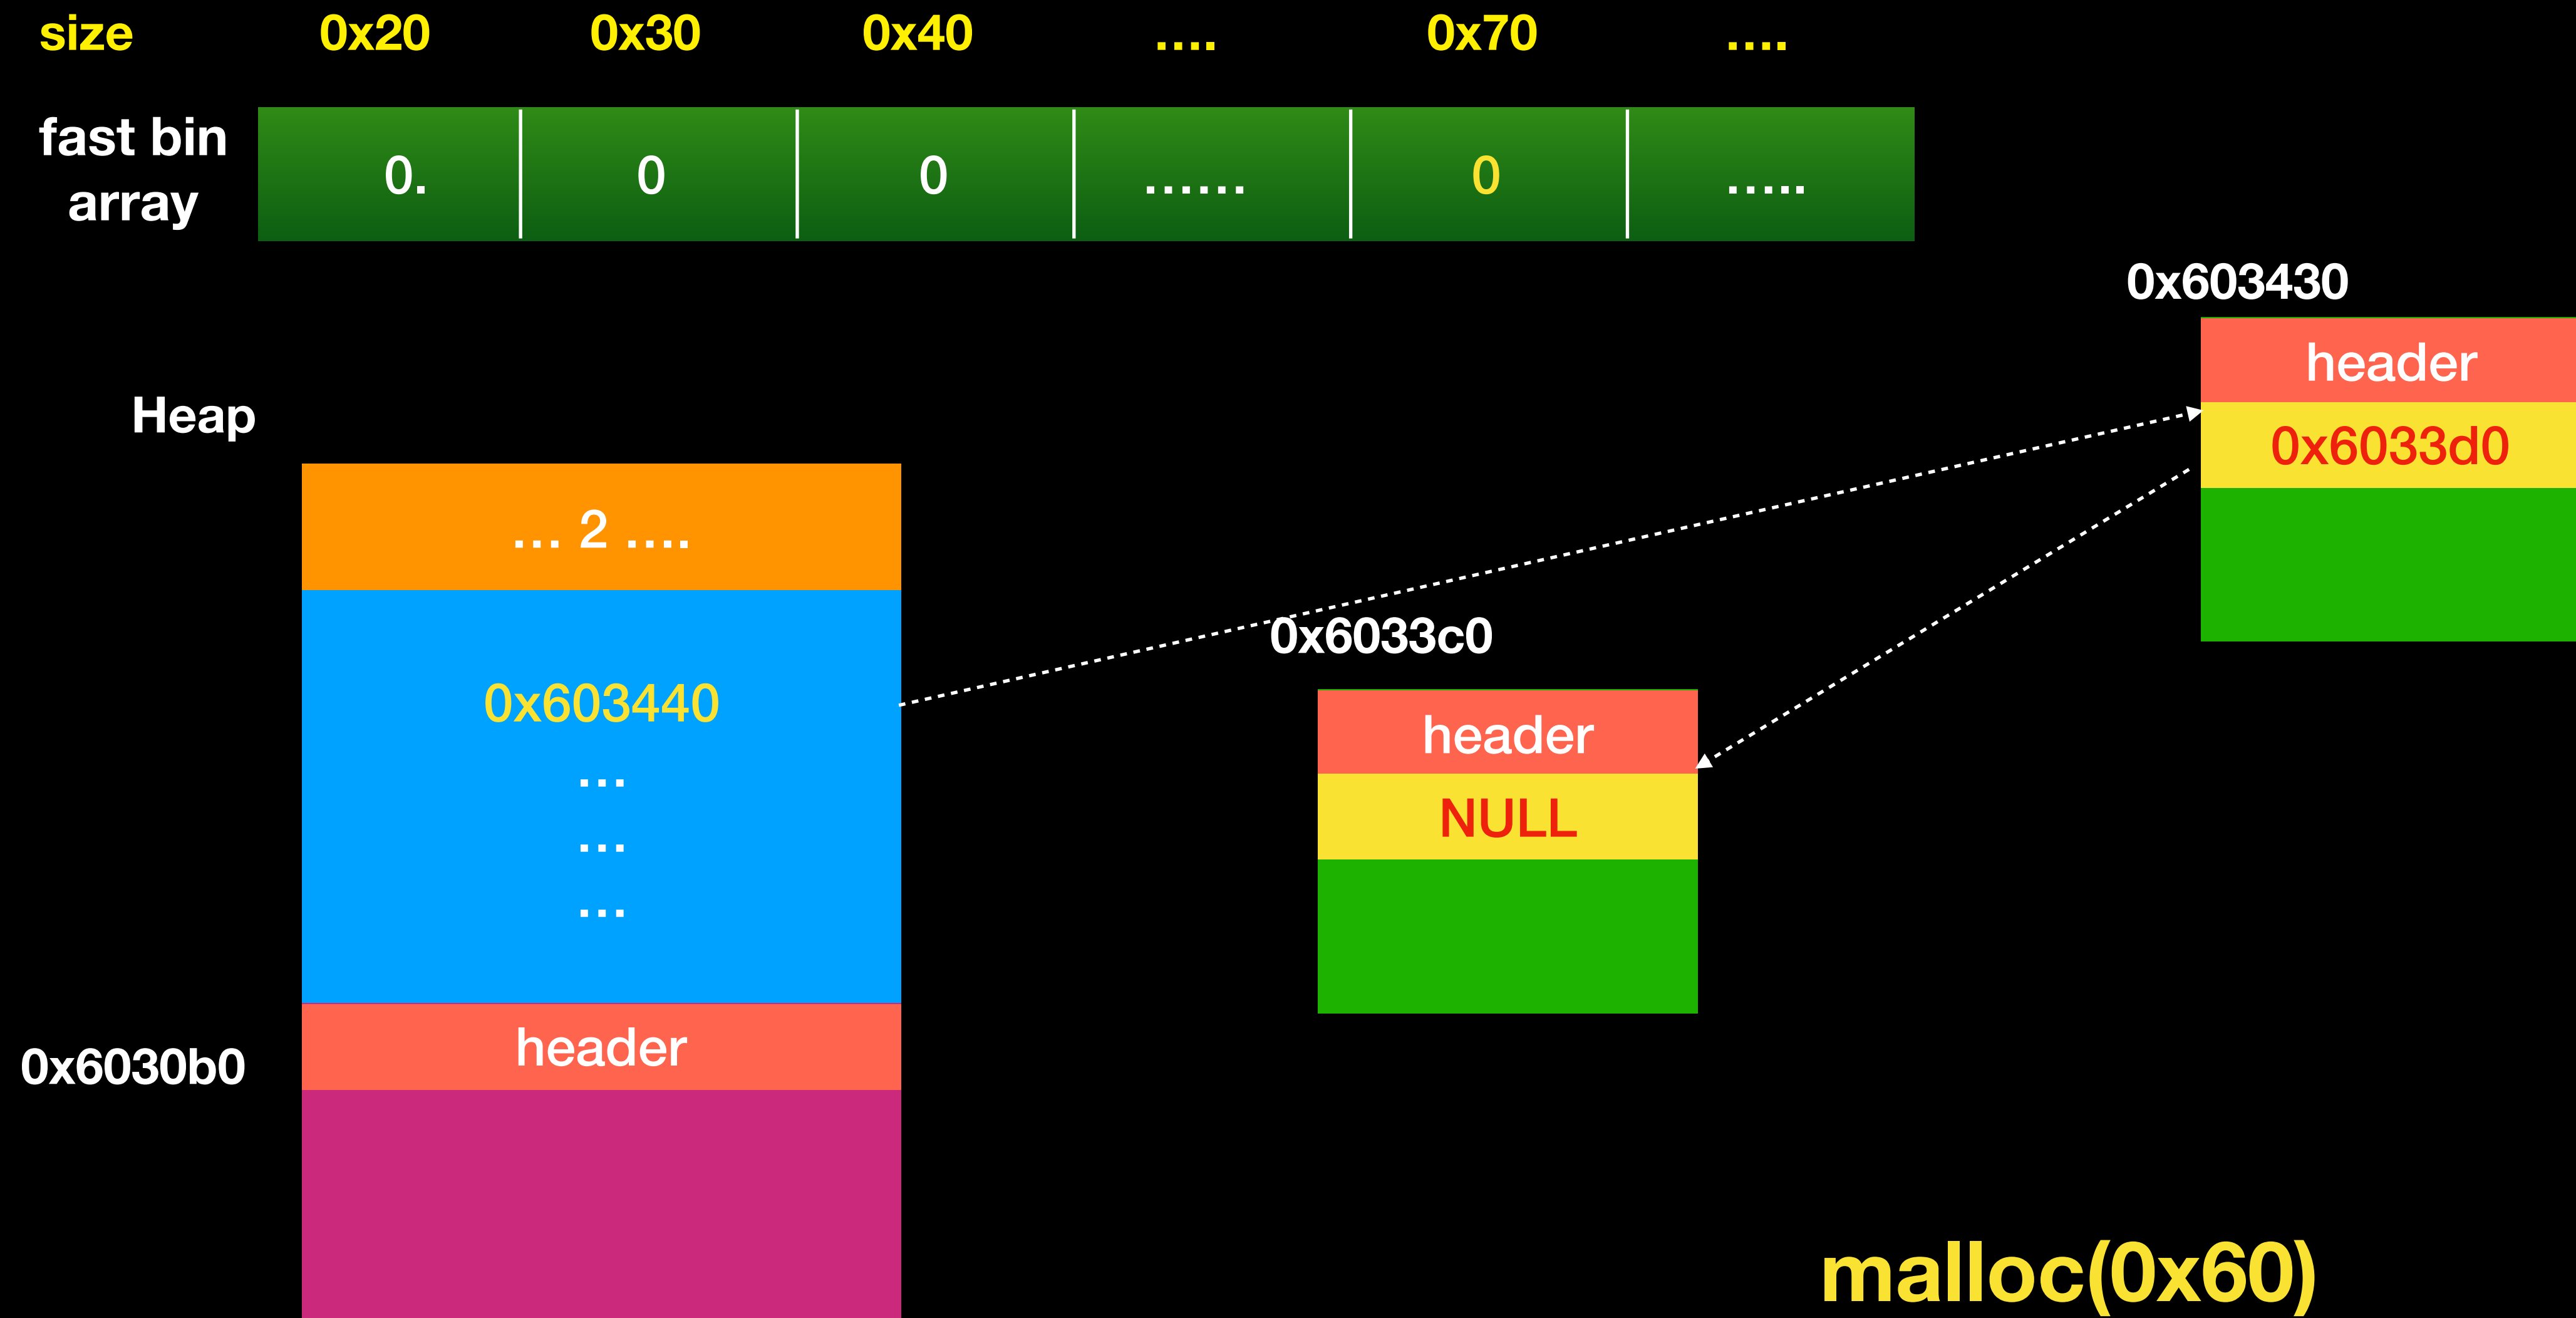 size 0x20 0x30 0x40 .... 0x70 ....
fast bin
array
0. 0 0 ...... 0 .....
0x603430
header
0x6033d0
Heap
... 2 ....
0x6033c0
0x603440
header
...
NULL
...
...
0x6030b0 header
malloc(0x60)